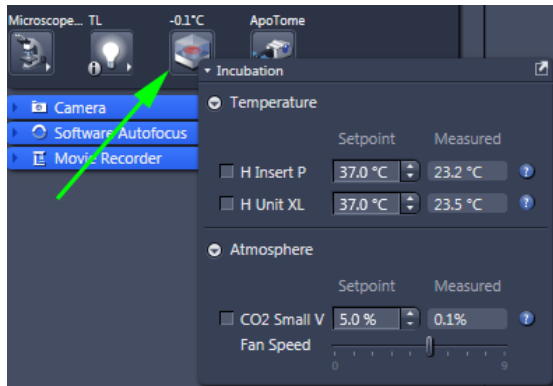 Microscope... TL -0.1°C ApoTome
Incubation
Camera
Temperature
Software Autofocus
Setpoint Measured
Movie Recorder
H Insert P 37.0 °C 23.2 °C ?
H Unit XL 37.0 °C 23.5 °C ?
Atmosphere
Setpoint Measured
CO2 Small V 5.0 % 0.1% ?
Fan Speed
0 9